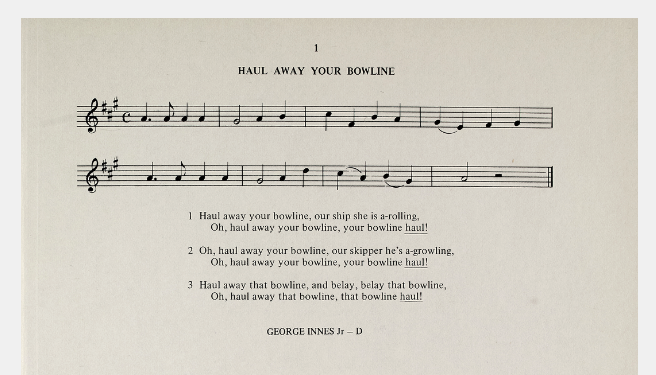 1
HAUL AWAY YOUR BOWLINE
1 Haul away your bowline, our ship she is a-rolling,
Oh, haul away your bowline, your bowline haul!
2 Oh, haul away your bowline, our skipper he's a-growling,
Oh, haul away your bowline, your bowline haul!
3 Haul away that bowline, and belay, belay that bowline,
Oh, haul away that bowline, that bowline haul!
GEORGE INNES Jr – D